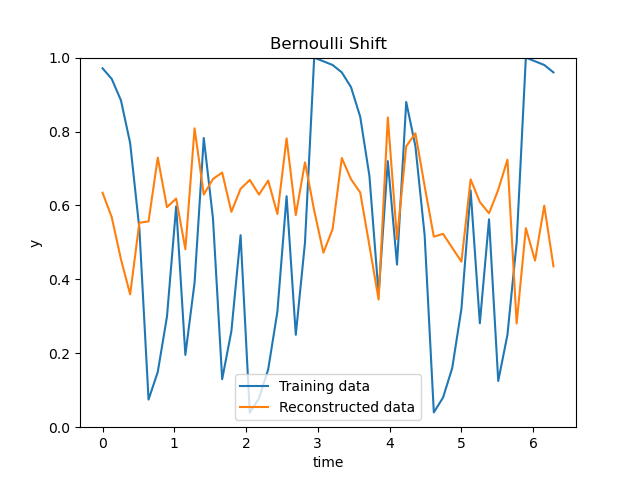 Bernoulli Shift
1.0
0.8
0.6
0.4
0.2
0.0
y
Training data
Reconstructed data
0 1 2 3 4 5 6
time